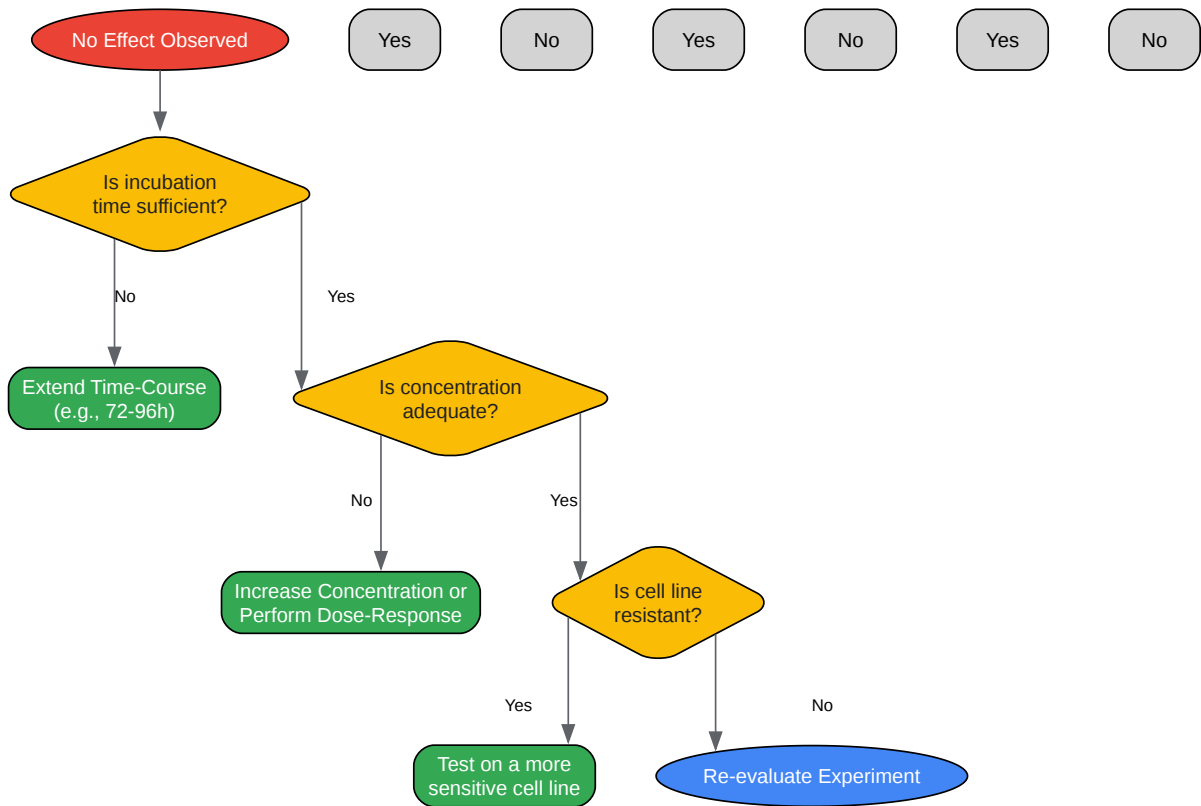 No Effect Observed
Yes
No
Yes
No
Yes
No
Is incubation
time sufficient?
No
Yes
Extend Time-Course
(e.g., 72-96h)
Is concentration
adequate?
No
Yes
Increase Concentration or
Perform Dose-Response
Is cell line
resistant?
Yes
No
Test on a more
sensitive cell line
Re-evaluate Experiment